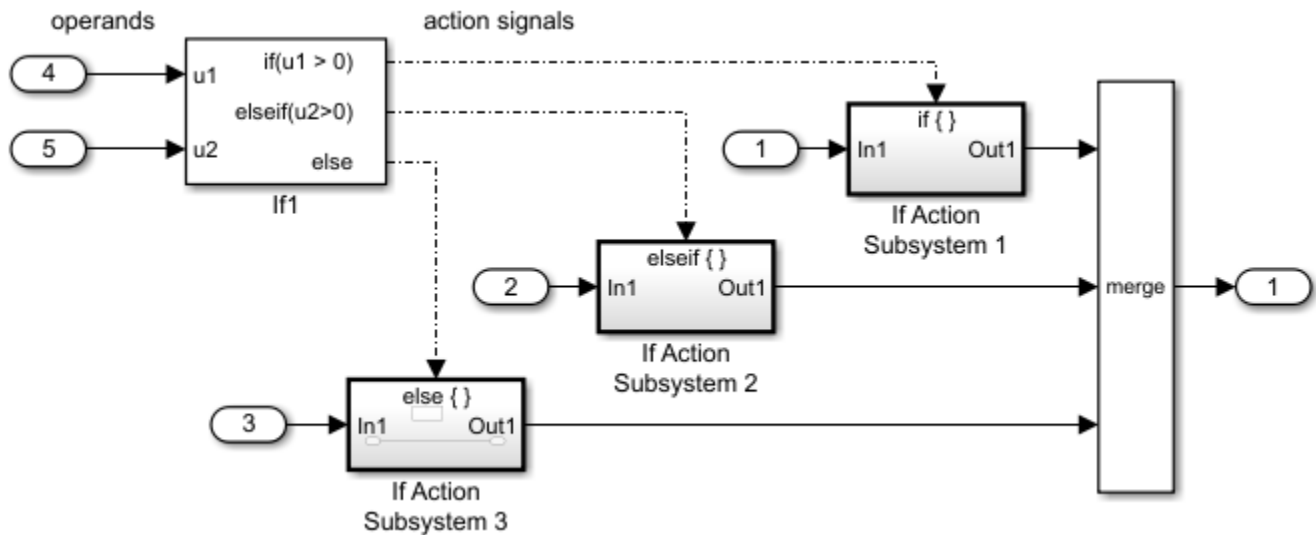 operands
action signals
4
u1
if(u1 > 0)
elseif(u2>0)
5
u2
else
If1
if { }
1
In1
Out1
If Action
Subsystem 1
elseif { }
2
In1
Out1
If Action
Subsystem 2
merge
1
else { }
3
In1
Out1
If Action
Subsystem 3